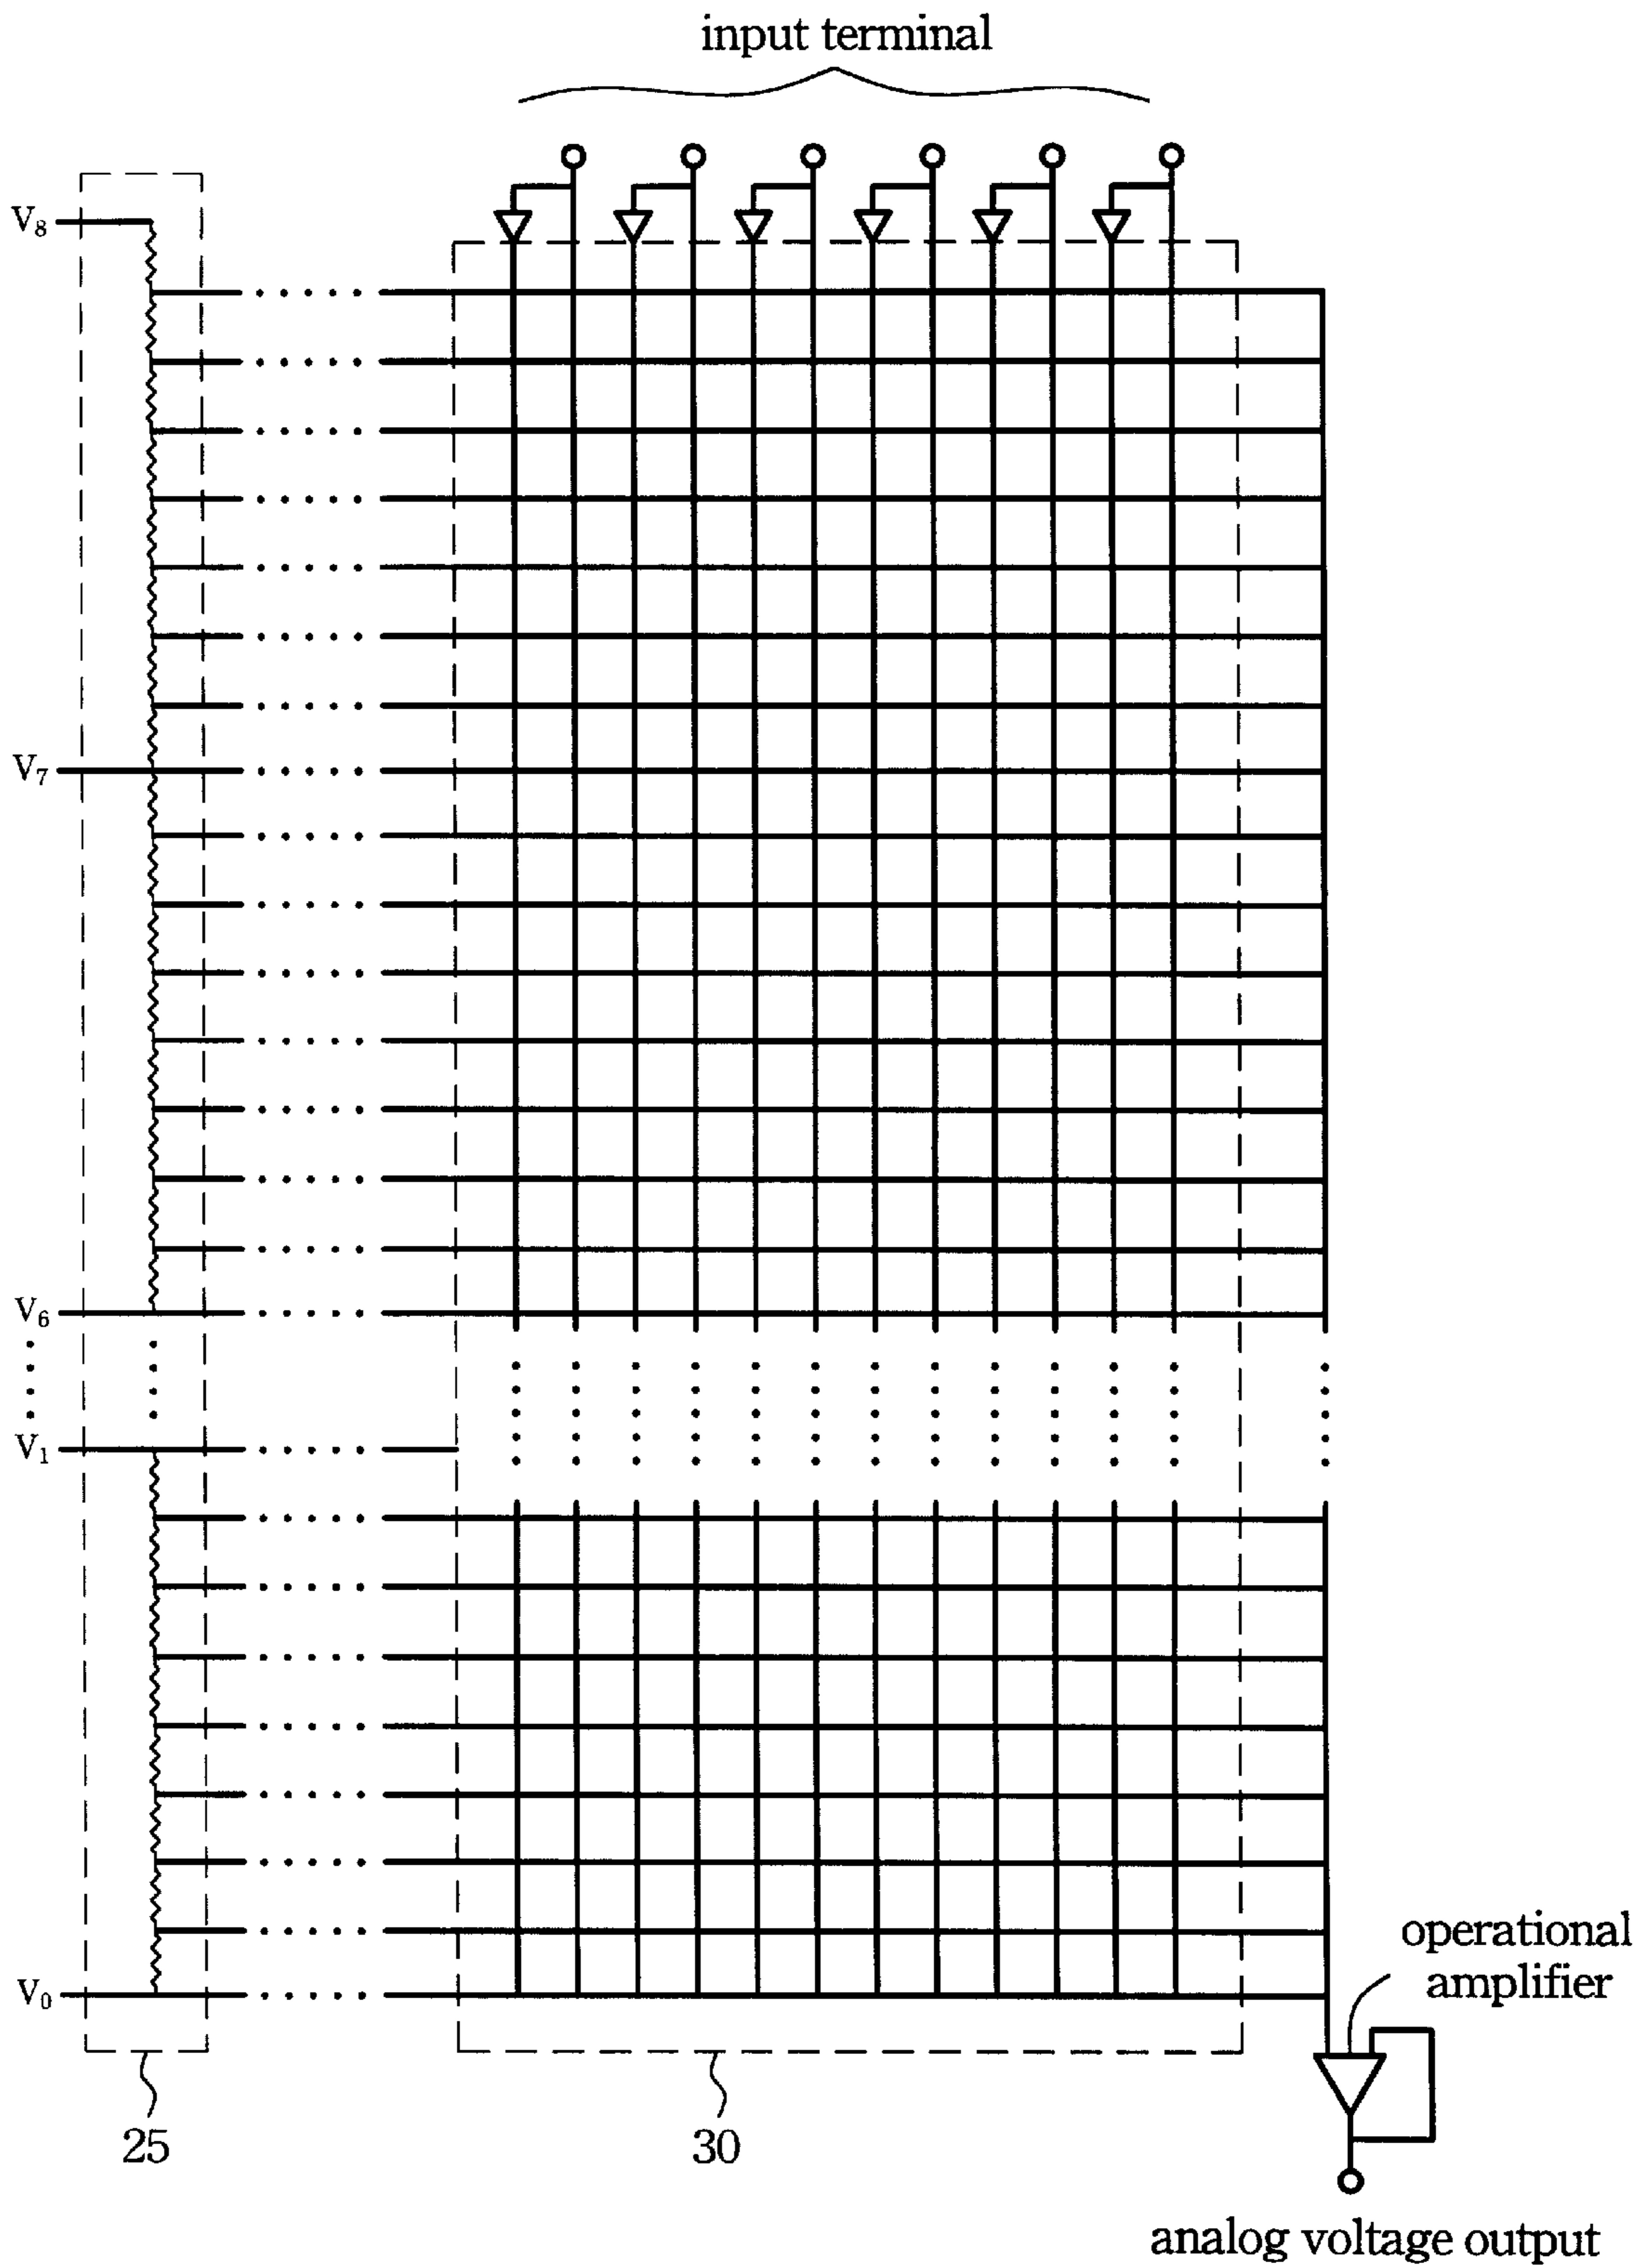 input terminal
V8
V7
V6
V1
V0
operational
amplifier
25
30
analog voltage output